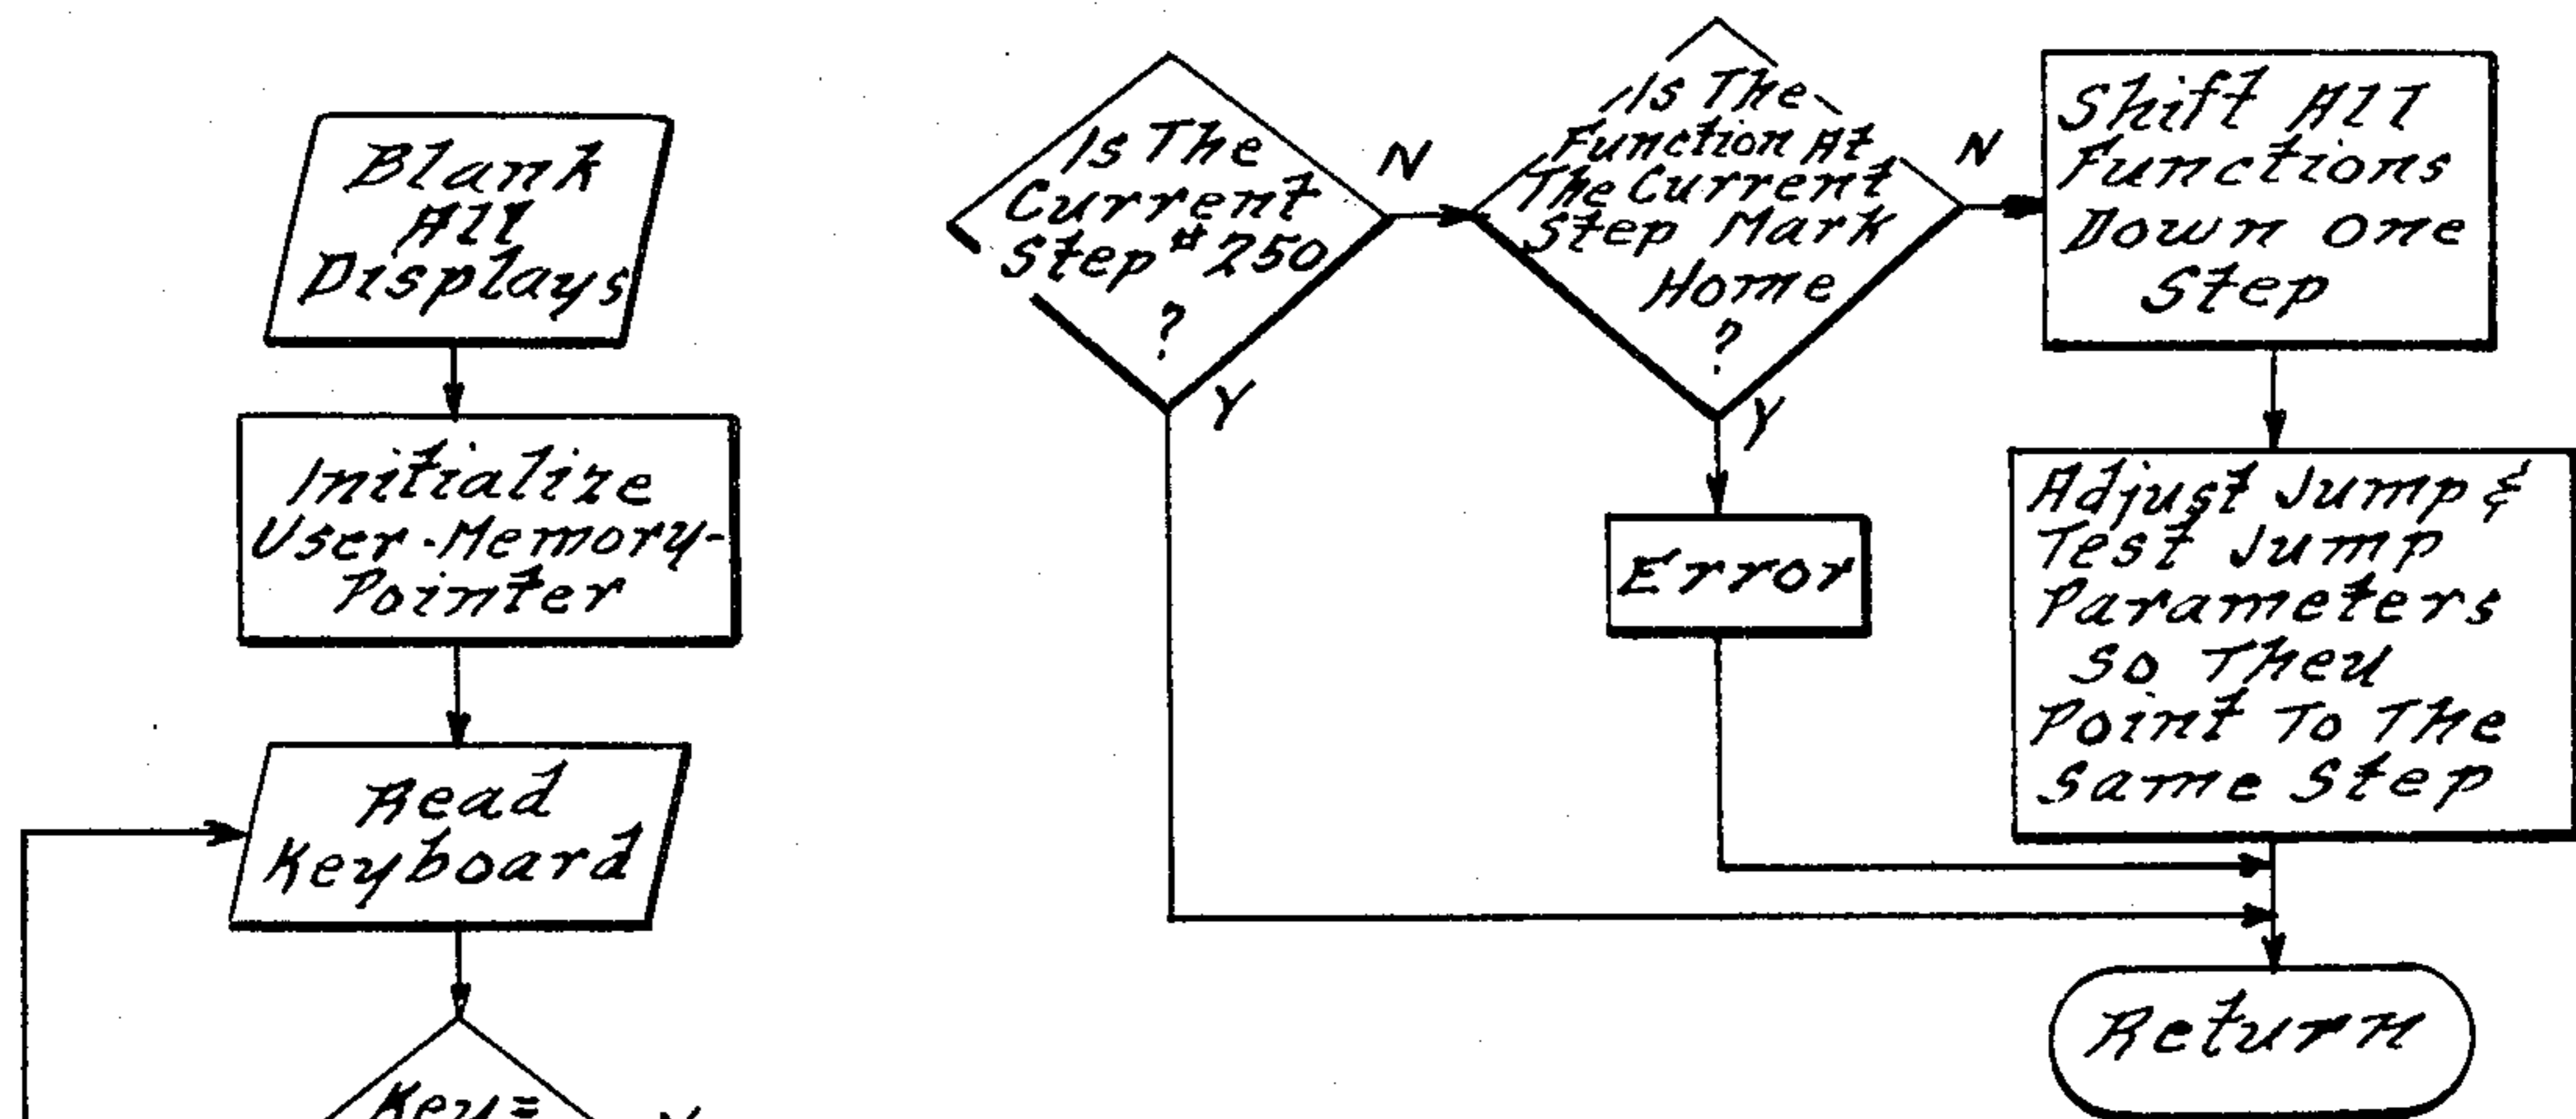 Blank
All
Displays
Initialize
User-Memory-
Pointer
Read
Keyboard
Key=
N
Is The
Current
Step #250
?
N
Y
Is The
Function At
The Current
Step Mark
Home
?
N
Y
Error
Shift All
Functions
Down One
Step
Adjust Jump &
Test Jump
Parameters
So They
Point To The
Same Step
Return